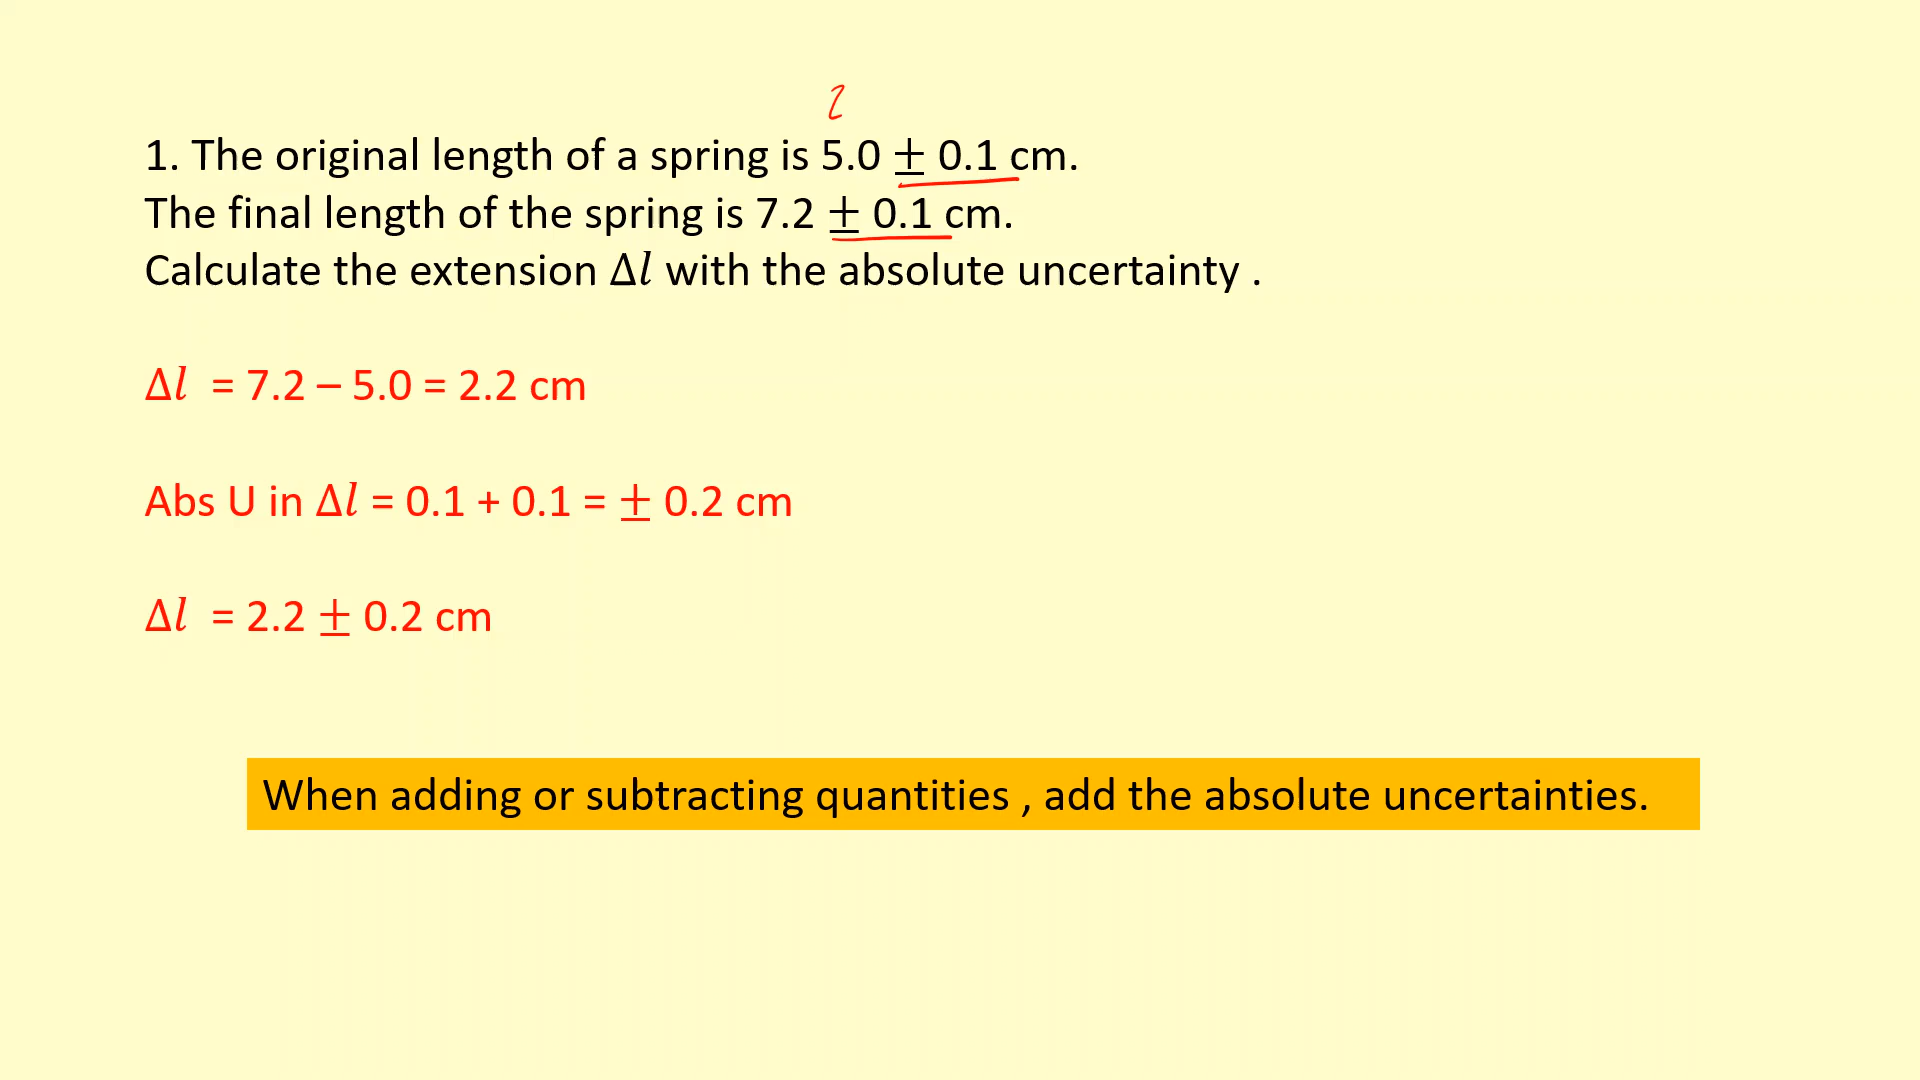 1. The original length of a spring is 5.0 ± 0.1 cm.
The final length of the spring is 7.2 ± 0.1 cm.
Calculate the extension Δl with the absolute uncertainty .
Δl = 7.2 – 5.0 = 2.2 cm
Abs U in Δl = 0.1 + 0.1 = ± 0.2 cm
Δl = 2.2 ± 0.2 cm
When adding or subtracting quantities , add the absolute uncertainties.